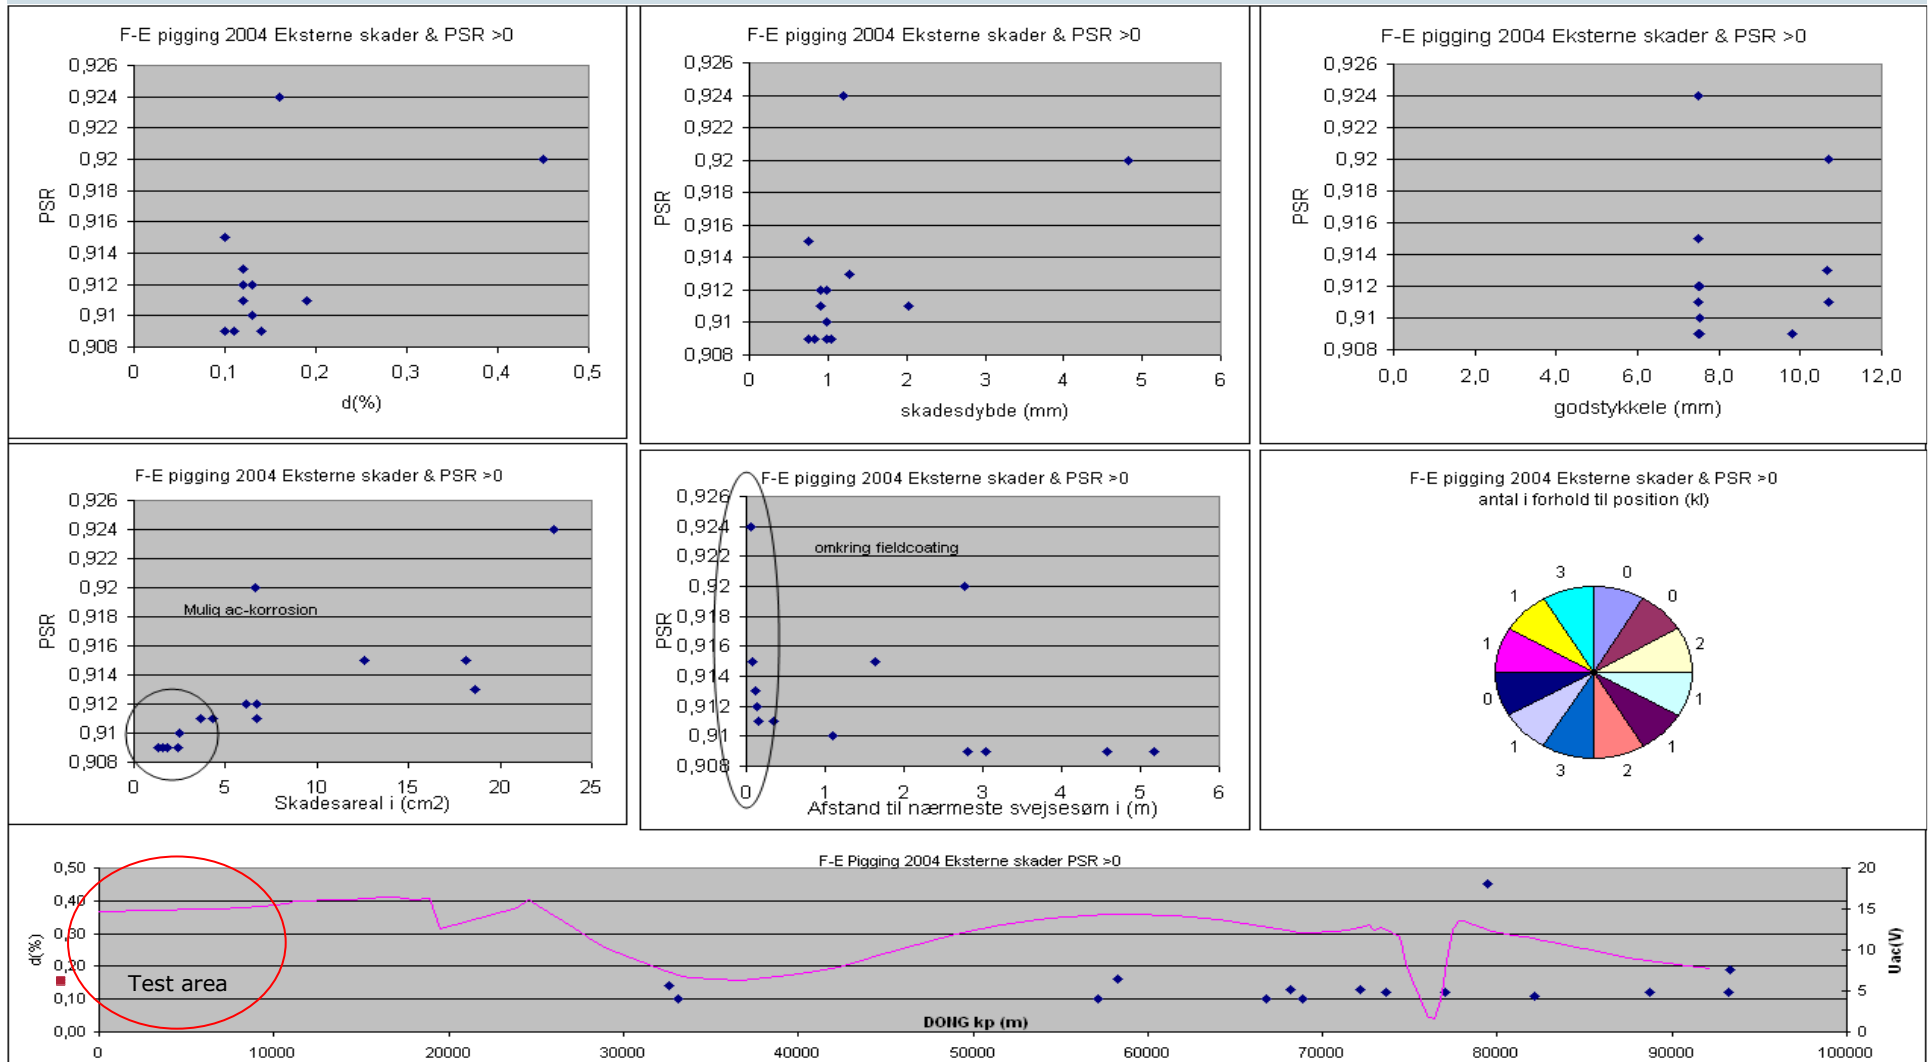 F-E pigging 2004 Eksterne skader & PSR >0
0,926
0,924
0,922
0,92
0,918
0,916
0,914
0,912
0,91
0,908
PSR
0 0,1 0,2 0,3 0,4 0,5
d(%)
F-E pigging 2004 Eksterne skader & PSR >0
0,926
0,924
0,922
0,92
0,918
0,916
0,914
0,912
0,91
0,908
PSR
0 1 2 3 4 5 6
skadesdybde (mm)
F-E pigging 2004 Eksterne skader & PSR >0
0,926
0,924
0,922
0,92
0,918
0,916
0,914
0,912
0,91
0,908
PSR
0,0 2,0 4,0 6,0 8,0 10,0 12,0
godstykkele (mm)
F-E pigging 2004 Eksterne skader & PSR >0
0,926
0,924
0,922
0,92
0,918
0,916
0,914
0,912
0,91
0,908
PSR
Mulig ac-korrosion
0 5 10 15 20 25
Skadesareal i (cm2)
F-E pigging 2004 Eksterne skader & PSR >0
0,926
0,924
0,922
0,92
0,918
0,916
0,914
0,912
0,91
0,908
PSR
omkring fieldcoating
0 1 2 3 4 5 6
Afstand til nærmeste svejsesøm i (m)
F-E pigging 2004 Eksterne skader & PSR >0
antal i forhold til position (kl)
3 0
1 0
1 2
0 1
1 1
3 2
F-E Pigging 2004 Eksterne skader PSR >0
0,50
0,40
0,30
0,20
0,10
0,00
d(%)
Test area
DONG kp (m)
20
15
10
5
0
Uac(V)
0 10000 20000 30000 40000 50000 60000 70000 80000 90000 100000